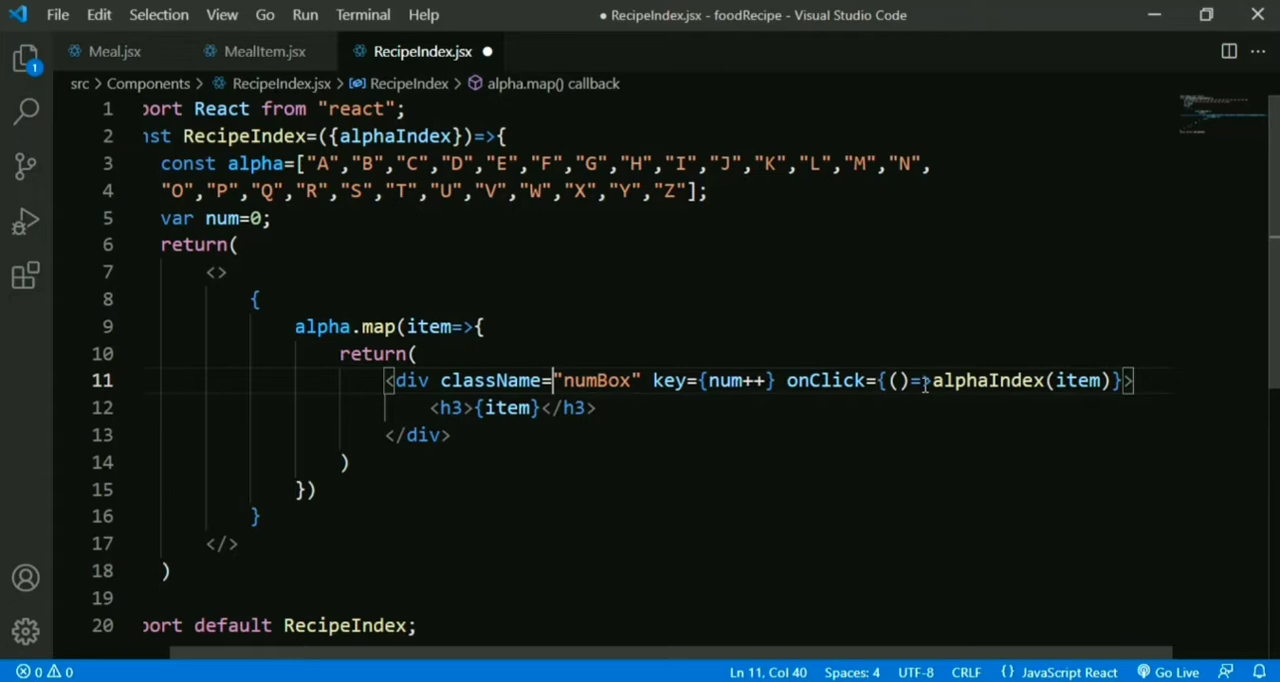 File Edit Selection View Go Run Terminal Help ● RecipeIndex.jsx - foodRecipe - Visual Studio Code
Meal.jsx MealItem.jsx RecipeIndex.jsx ●
src > Components > RecipeIndex.jsx > RecipeIndex > alpha.map() callback
1
1 port React from "react";
2 nst RecipeIndex=({alphaIndex})=>{
3 const alpha=["A","B","C","D","E","F","G","H","I","J","K","L","M","N",
4 "O","P","Q","R","S","T","U","V","W","X","Y","Z"];
5 var num=0;
6 return(
7 <>
8 {
9 alpha.map(item=>{
10 return(
11 <div className="numBox" key={num++} onClick={()=>alphaIndex(item)}>
12 <h3>{item}</h3>
13 </div>
14 )
15 })
16 }
17 </>
18 )
19
20 port default RecipeIndex;
0 0 Ln 11, Col 40 Spaces: 4 UTF-8 CRLF {} JavaScript React Go Live